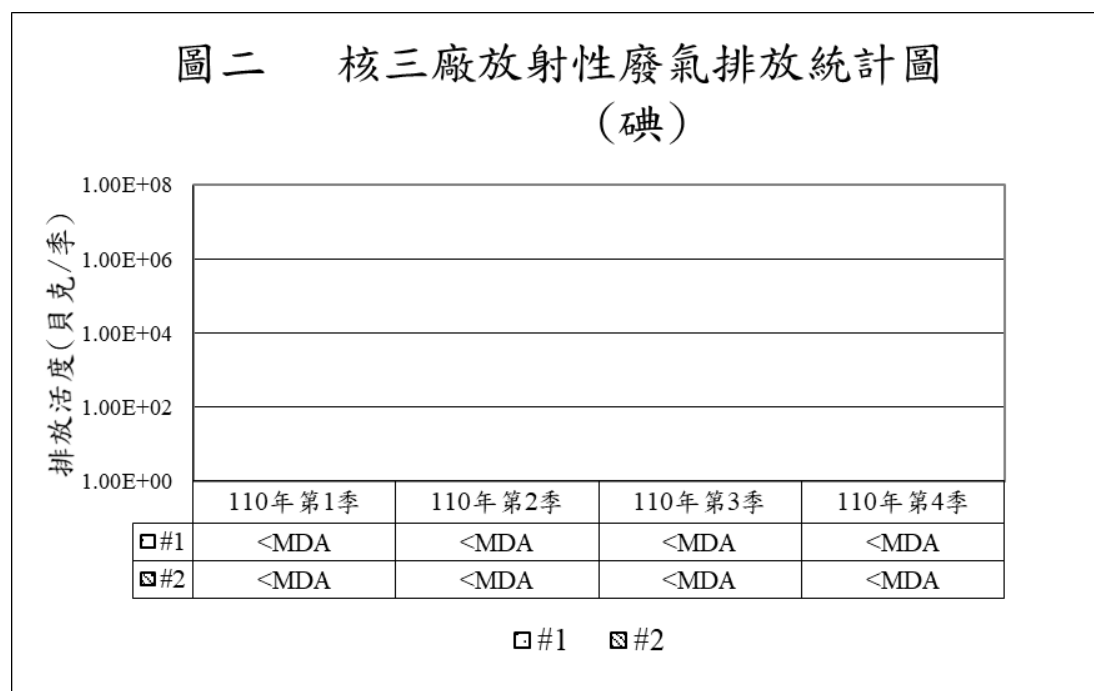 圖二 核三廠放射性廢氣排放統計圖
(碘)
排放活度(貝克/季)
1.00E+08
1.00E+06
1.00E+04
1.00E+02
1.00E+00
110年第1季 110年第2季 110年第3季 110年第4季
#1 <MDA <MDA <MDA <MDA
#2 <MDA <MDA <MDA <MDA
#1 #2